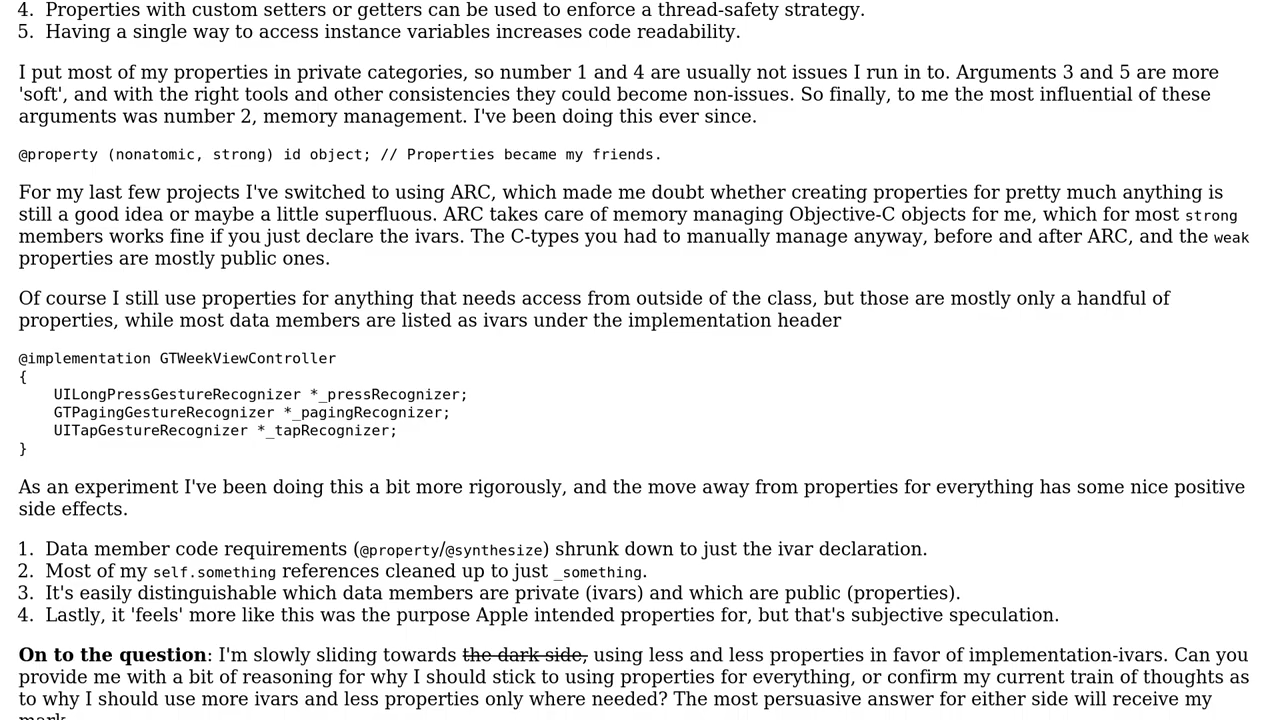 4. Properties with custom setters or getters can be used to enforce a thread-safety strategy.
5. Having a single way to access instance variables increases code readability.
I put most of my properties in private categories, so number 1 and 4 are usually not issues I run in to. Arguments 3 and 5 are more
'soft', and with the right tools and other consistencies they could become non-issues. So finally, to me the most influential of these
arguments was number 2, memory management. I've been doing this ever since.
@property (nonatomic, strong) id object; // Properties became my friends.
For my last few projects I've switched to using ARC, which made me doubt whether creating properties for pretty much anything is
still a good idea or maybe a little superfluous. ARC takes care of memory managing Objective-C objects for me, which for most strong
members works fine if you just declare the ivars. The C-types you had to manually manage anyway, before and after ARC, and the weak
properties are mostly public ones.
Of course I still use properties for anything that needs access from outside of the class, but those are mostly only a handful of
properties, while most data members are listed as ivars under the implementation header
@implementation GTWeekViewController
{
    UILongPressGestureRecognizer *_pressRecognizer;
    GTPagingGestureRecognizer *_pagingRecognizer;
    UITapGestureRecognizer *_tapRecognizer;
}
As an experiment I've been doing this a bit more rigorously, and the move away from properties for everything has some nice positive
side effects.
1. Data member code requirements (@property/@synthesize) shrunk down to just the ivar declaration.
2. Most of my self.something references cleaned up to just _something.
3. It's easily distinguishable which data members are private (ivars) and which are public (properties).
4. Lastly, it 'feels' more like this was the purpose Apple intended properties for, but that's subjective speculation.
On to the question: I'm slowly sliding towards the dark side, using less and less properties in favor of implementation-ivars. Can you
provide me with a bit of reasoning for why I should stick to using properties for everything, or confirm my current train of thoughts as
to why I should use more ivars and less properties only where needed? The most persuasive answer for either side will receive my
mark.